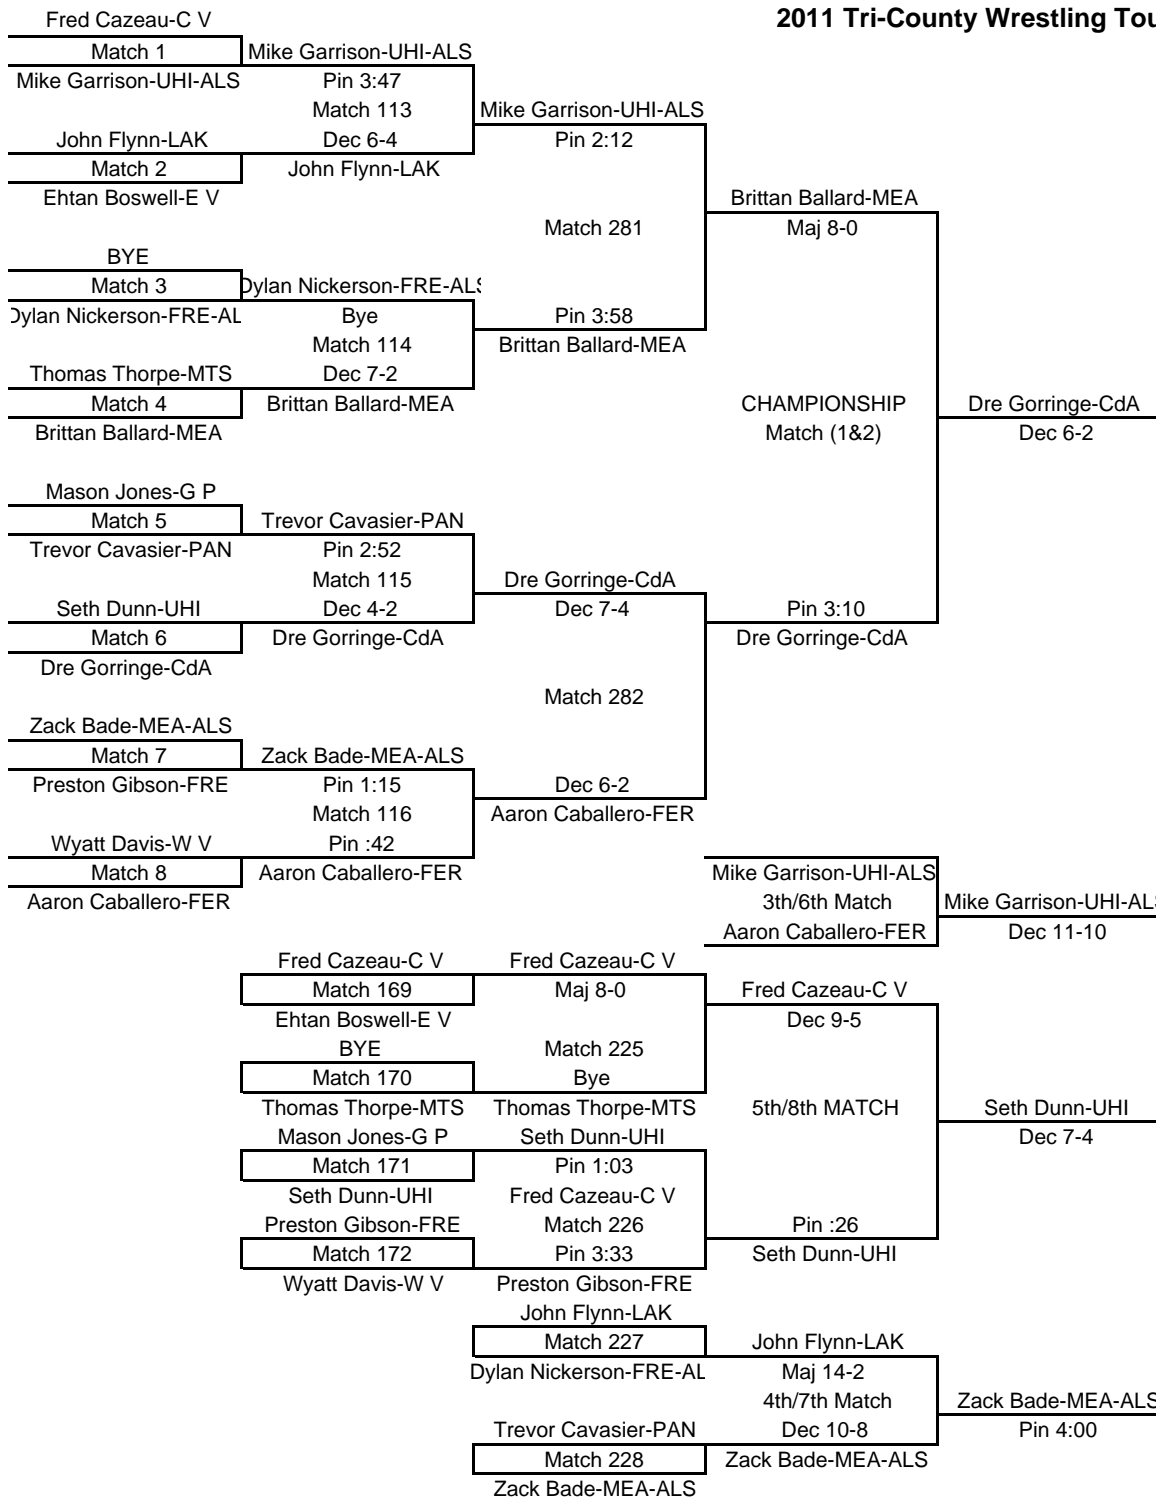 2011 Tri-County Wrestling Tou
Fred Cazeau-C V
Match 1
Mike Garrison-UHI-ALS
Mike Garrison-UHI-ALS
Pin 3:47
Match 113
Mike Garrison-UHI-ALS
John Flynn-LAK
Dec 6-4
Pin 2:12
Match 2
John Flynn-LAK
Ehtan Boswell-E V
Brittan Ballard-MEA
Match 281
Maj 8-0
BYE
Match 3
Dylan Nickerson-FRE-ALS
Dylan Nickerson-FRE-AL
Bye
Pin 3:58
Match 114
Brittan Ballard-MEA
Thomas Thorpe-MTS
Dec 7-2
Match 4
Brittan Ballard-MEA
CHAMPIONSHIP
Dre Gorringe-CdA
Brittan Ballard-MEA
Match (1&2)
Dec 6-2
Mason Jones-G P
Match 5
Trevor Cavasier-PAN
Trevor Cavasier-PAN
Pin 2:52
Match 115
Dre Gorringe-CdA
Seth Dunn-UHI
Dec 4-2
Dec 7-4
Pin 3:10
Match 6
Dre Gorringe-CdA
Dre Gorringe-CdA
Dre Gorringe-CdA
Match 282
Zack Bade-MEA-ALS
Match 7
Zack Bade-MEA-ALS
Preston Gibson-FRE
Pin 1:15
Dec 6-2
Match 116
Aaron Caballero-FER
Wyatt Davis-W V
Pin :42
Match 8
Aaron Caballero-FER
Mike Garrison-UHI-ALS
Aaron Caballero-FER
3th/6th Match
Mike Garrison-UHI-ALS
Aaron Caballero-FER
Dec 11-10
Fred Cazeau-C V
Fred Cazeau-C V
Match 169
Maj 8-0
Fred Cazeau-C V
Ehtan Boswell-E V
Dec 9-5
BYE
Match 225
Match 170
Bye
Thomas Thorpe-MTS
Thomas Thorpe-MTS
5th/8th MATCH
Seth Dunn-UHI
Mason Jones-G P
Seth Dunn-UHI
Dec 7-4
Match 171
Pin 1:03
Seth Dunn-UHI
Fred Cazeau-C V
Preston Gibson-FRE
Match 226
Pin :26
Match 172
Pin 3:33
Seth Dunn-UHI
Wyatt Davis-W V
Preston Gibson-FRE
John Flynn-LAK
Match 227
John Flynn-LAK
Dylan Nickerson-FRE-AL
Maj 14-2
4th/7th Match
Zack Bade-MEA-ALS
Trevor Cavasier-PAN
Dec 10-8
Pin 4:00
Match 228
Zack Bade-MEA-ALS
Zack Bade-MEA-ALS